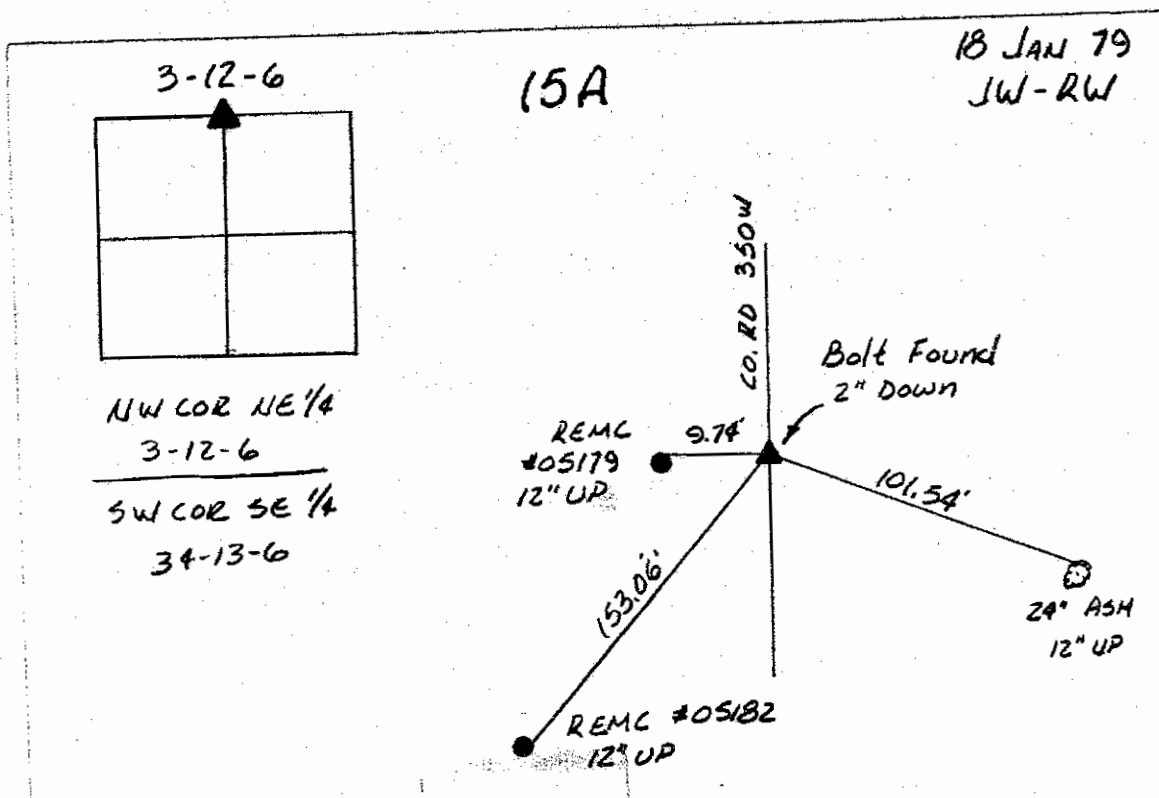 3-12-6
15A
18 JAN 79
JW-RW
NW COR NE 1/4
3-12-6
SW COR SE 1/4
34-13-6
CO. RD 350W
Bolt Found
2" DOWN
REMC
#05179
12" UP
9.74'
101.54'
153.06'
24" ASH
12" UP
REMC #05182
12" UP